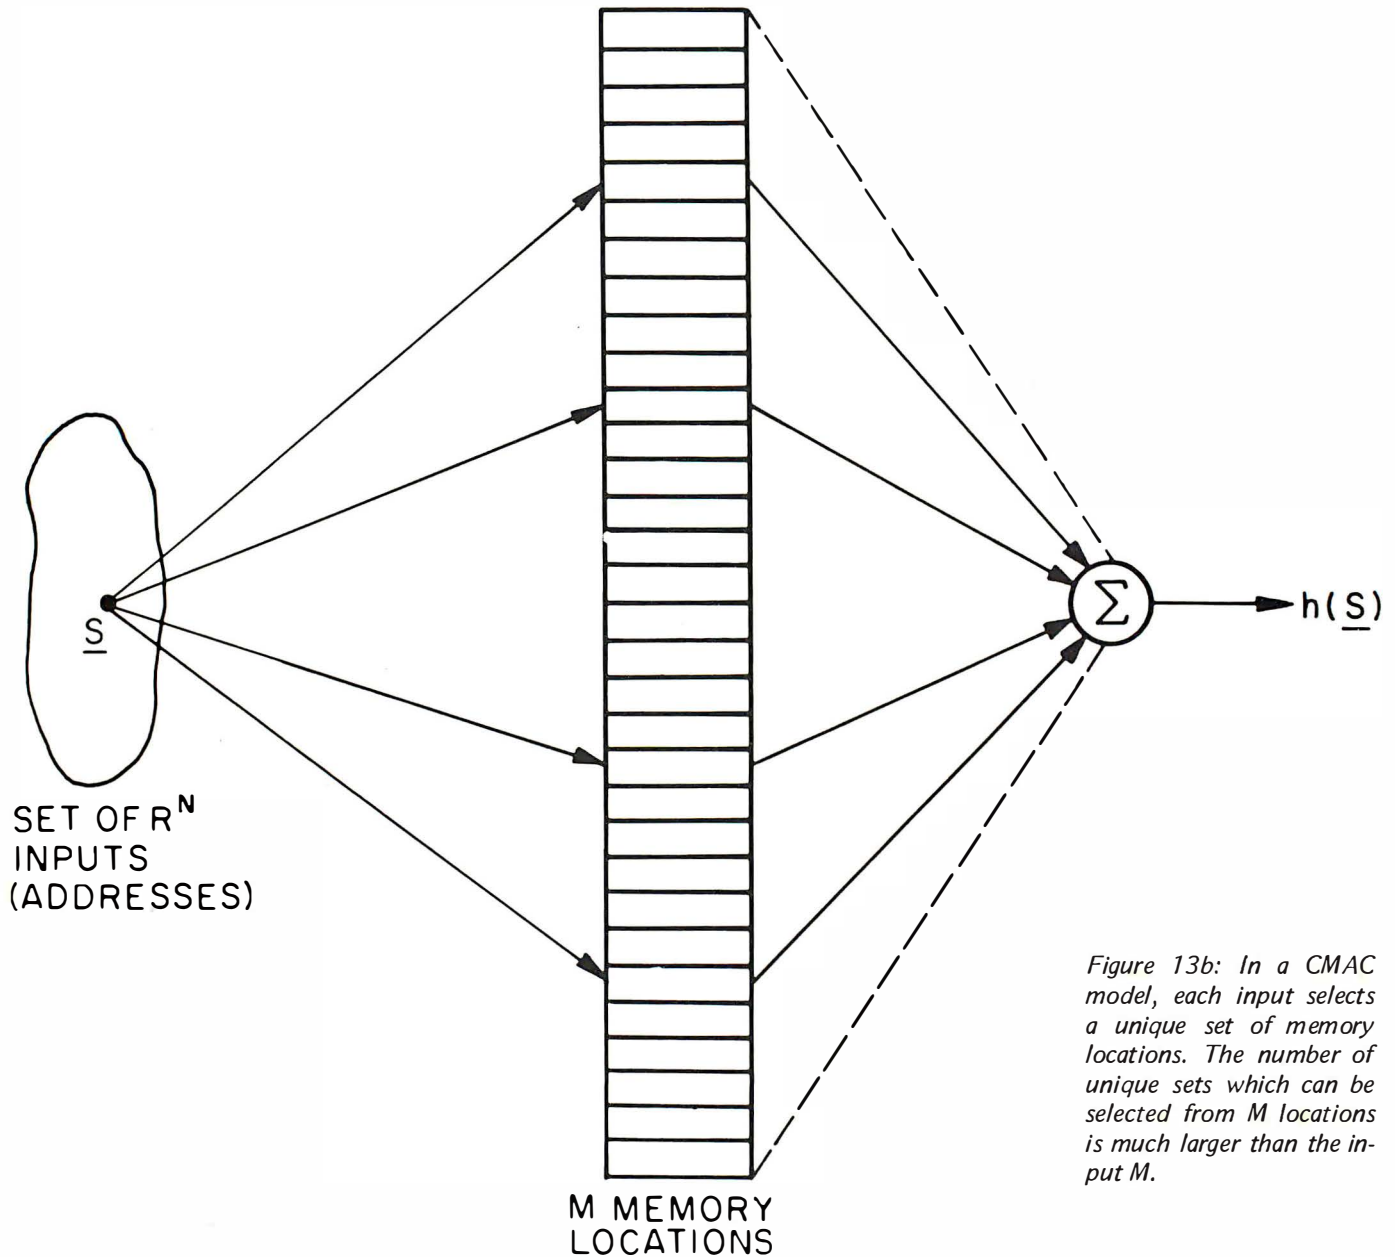 S
SET OF R^N
INPUTS
(ADDRESSES)
Σ
h(S)
M MEMORY
LOCATIONS
Figure 13b: In a CMAC
model, each input selects
a unique set of memory
locations. The number of
unique sets which can be
selected from M locations
is much larger than the in-
put M.